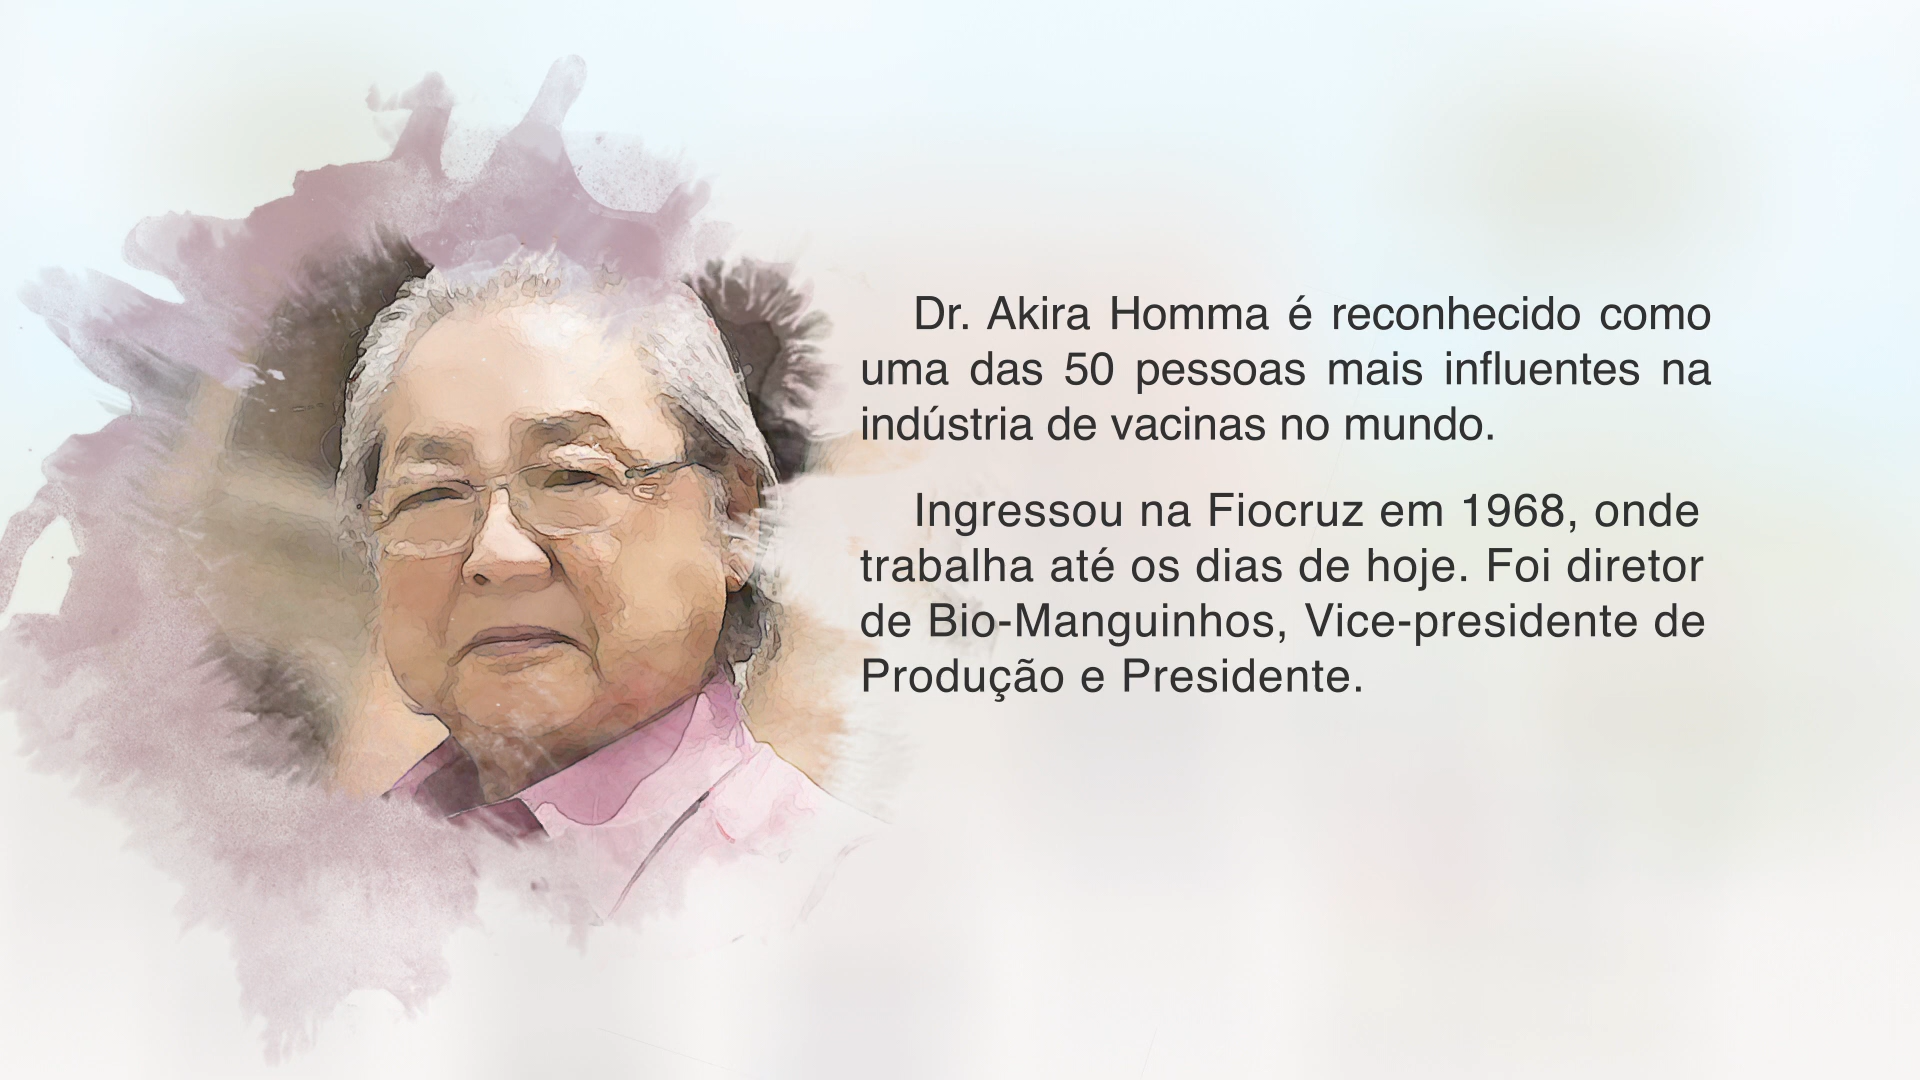 Dr. Akira Homma é reconhecido como
uma das 50 pessoas mais influentes na
indústria de vacinas no mundo.
Ingressou na Fiocruz em 1968, onde
trabalha até os dias de hoje. Foi diretor
de Bio-Manguinhos, Vice-presidente de
Produção e Presidente.